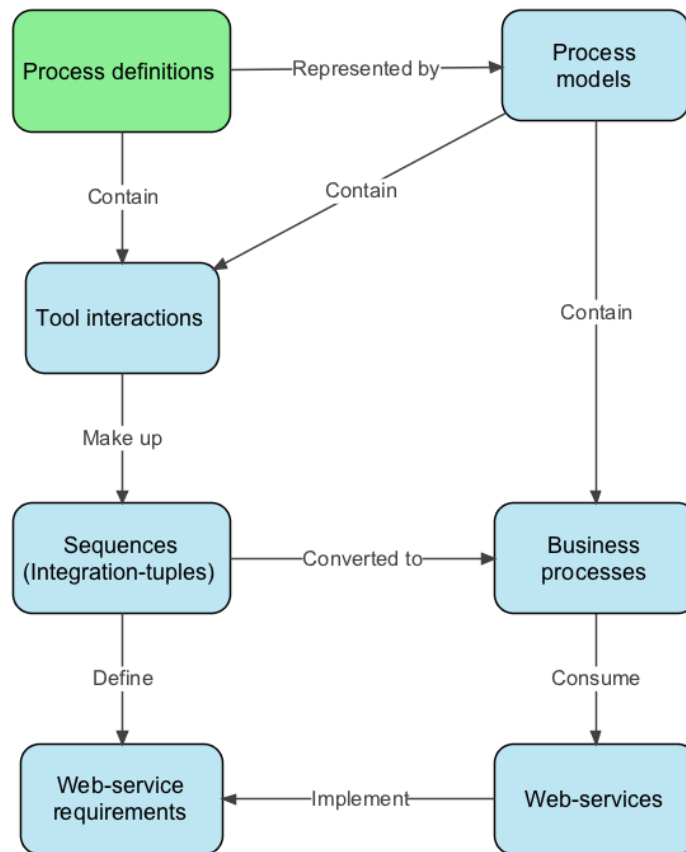 Process definitions
Represented by
Process
models
Contain
Contain
Tool interactions
Contain
Make up
Sequences
(Integration-tuples)
Converted to
Business
processes
Define
Consume
Web-service
requirements
Implement
Web-services